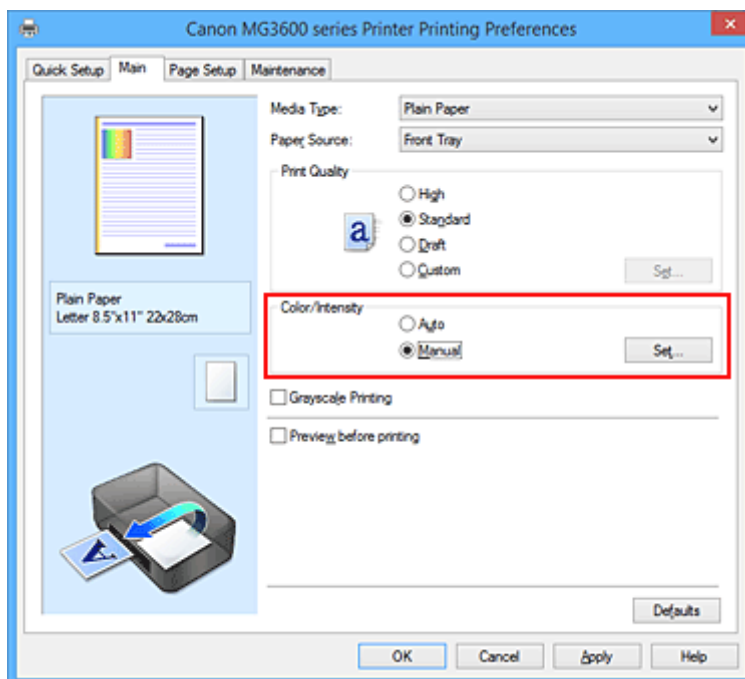 Canon MG3600 series Printer Printing Preferences
Quick Setup Main Page Setup Maintenance
Media Type: Plain Paper
Paper Source: Front Tray
Print Quality
High
Standard
Draft
Custom Set...
a
Plain Paper
Letter 8.5"x11" 22x28cm
Color/Intensity
Auto
Manual Set...
Grayscale Printing
Preview before printing
A
Defaults
OK Cancel Apply Help